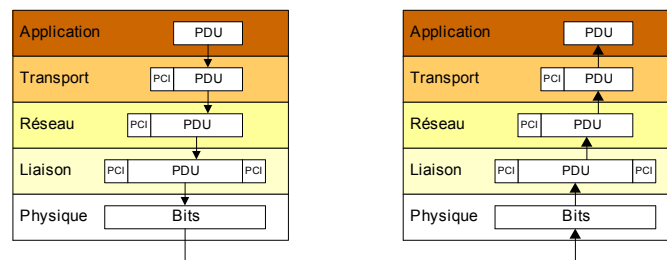 Application PDU
Transport PCI PDU
Réseau PCI PDU
Liaison PCI PDU PCI
Physique Bits
Application PDU
Transport PCI PDU
Réseau PCI PDU
Liaison PCI PDU PCI
Physique Bits